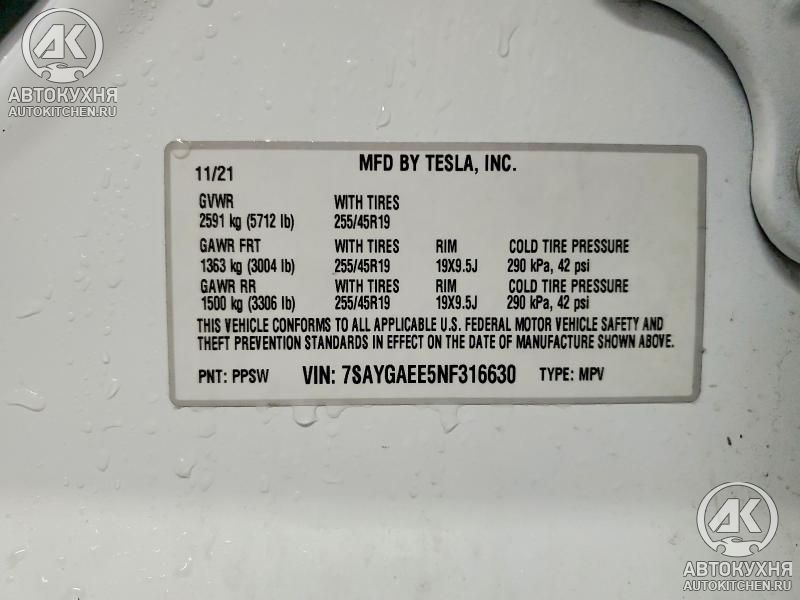 AK
АВТОКУХНЯ
AUTOKITCHEN.RU
11/21 MFD BY TESLA, INC.
GVWR WITH TIRES
2591 kg (5712 lb) 255/45R19
GAWR FRT WITH TIRES RIM COLD TIRE PRESSURE
1363 kg (3004 lb) 255/45R19 19X9.5J 290 kPa, 42 psi
GAWR RR WITH TIRES RIM COLD TIRE PRESSURE
1500 kg (3306 lb) 255/45R19 19X9.5J 290 kPa, 42 psi
THIS VEHICLE CONFORMS TO ALL APPLICABLE U.S. FEDERAL MOTOR VEHICLE SAFETY AND
THEFT PREVENTION STANDARDS IN EFFECT ON THE DATE OF MANUFACTURE SHOWN ABOVE.
PNT: PPSW VIN: 7SAYGAEE5NF316630 TYPE: MPV
AK
АВТОКУХНЯ
AUTOKITCHEN.RU